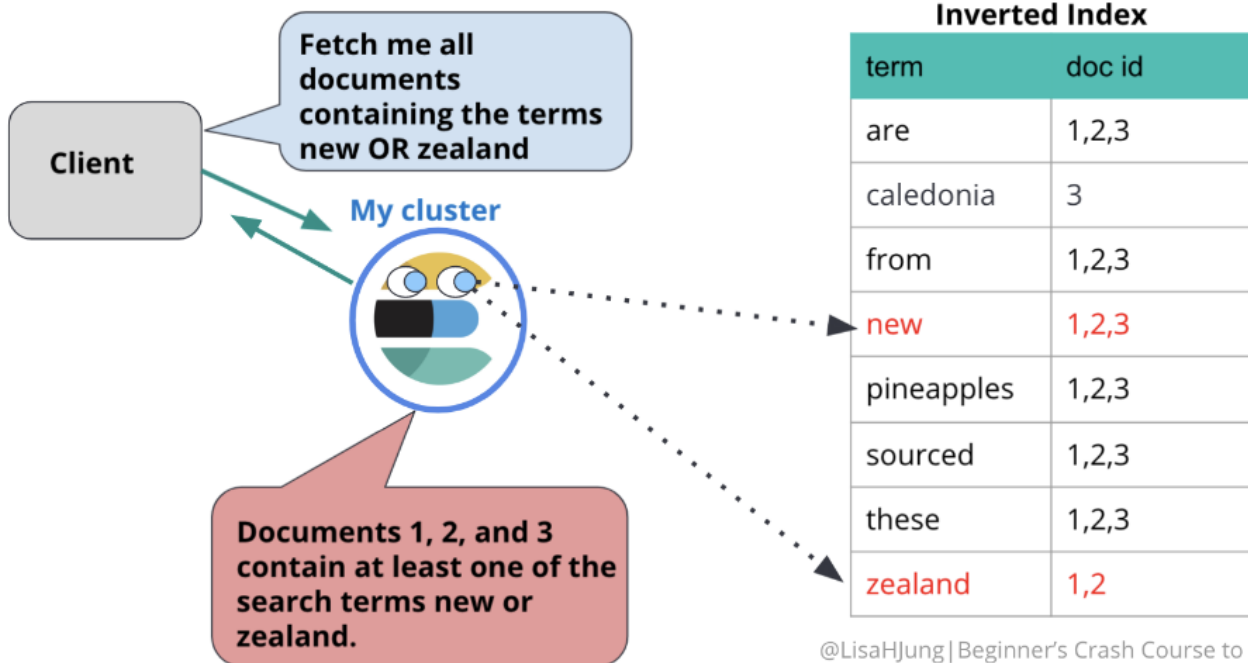 Fetch me all
documents
containing the terms
new OR zealand
Client
My cluster
Documents 1, 2, and 3
contain at least one of the
search terms new or
zealand.
Inverted Index
term doc id
are 1,2,3
caledonia 3
from 1,2,3
new 1,2,3
pineapples 1,2,3
sourced 1,2,3
these 1,2,3
zealand 1,2
@LisaHJung|Beginner's Crash Course to